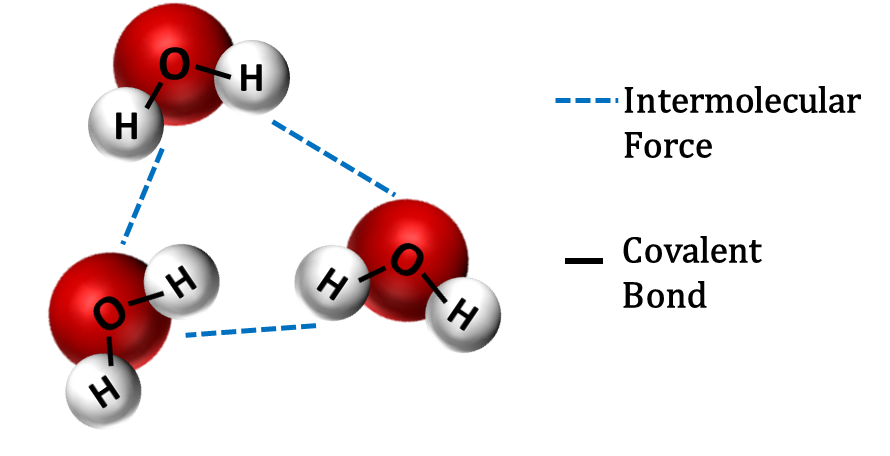 O
H
H
O
H
H
O
H
H
Intermolecular
Force
Covalent
Bond